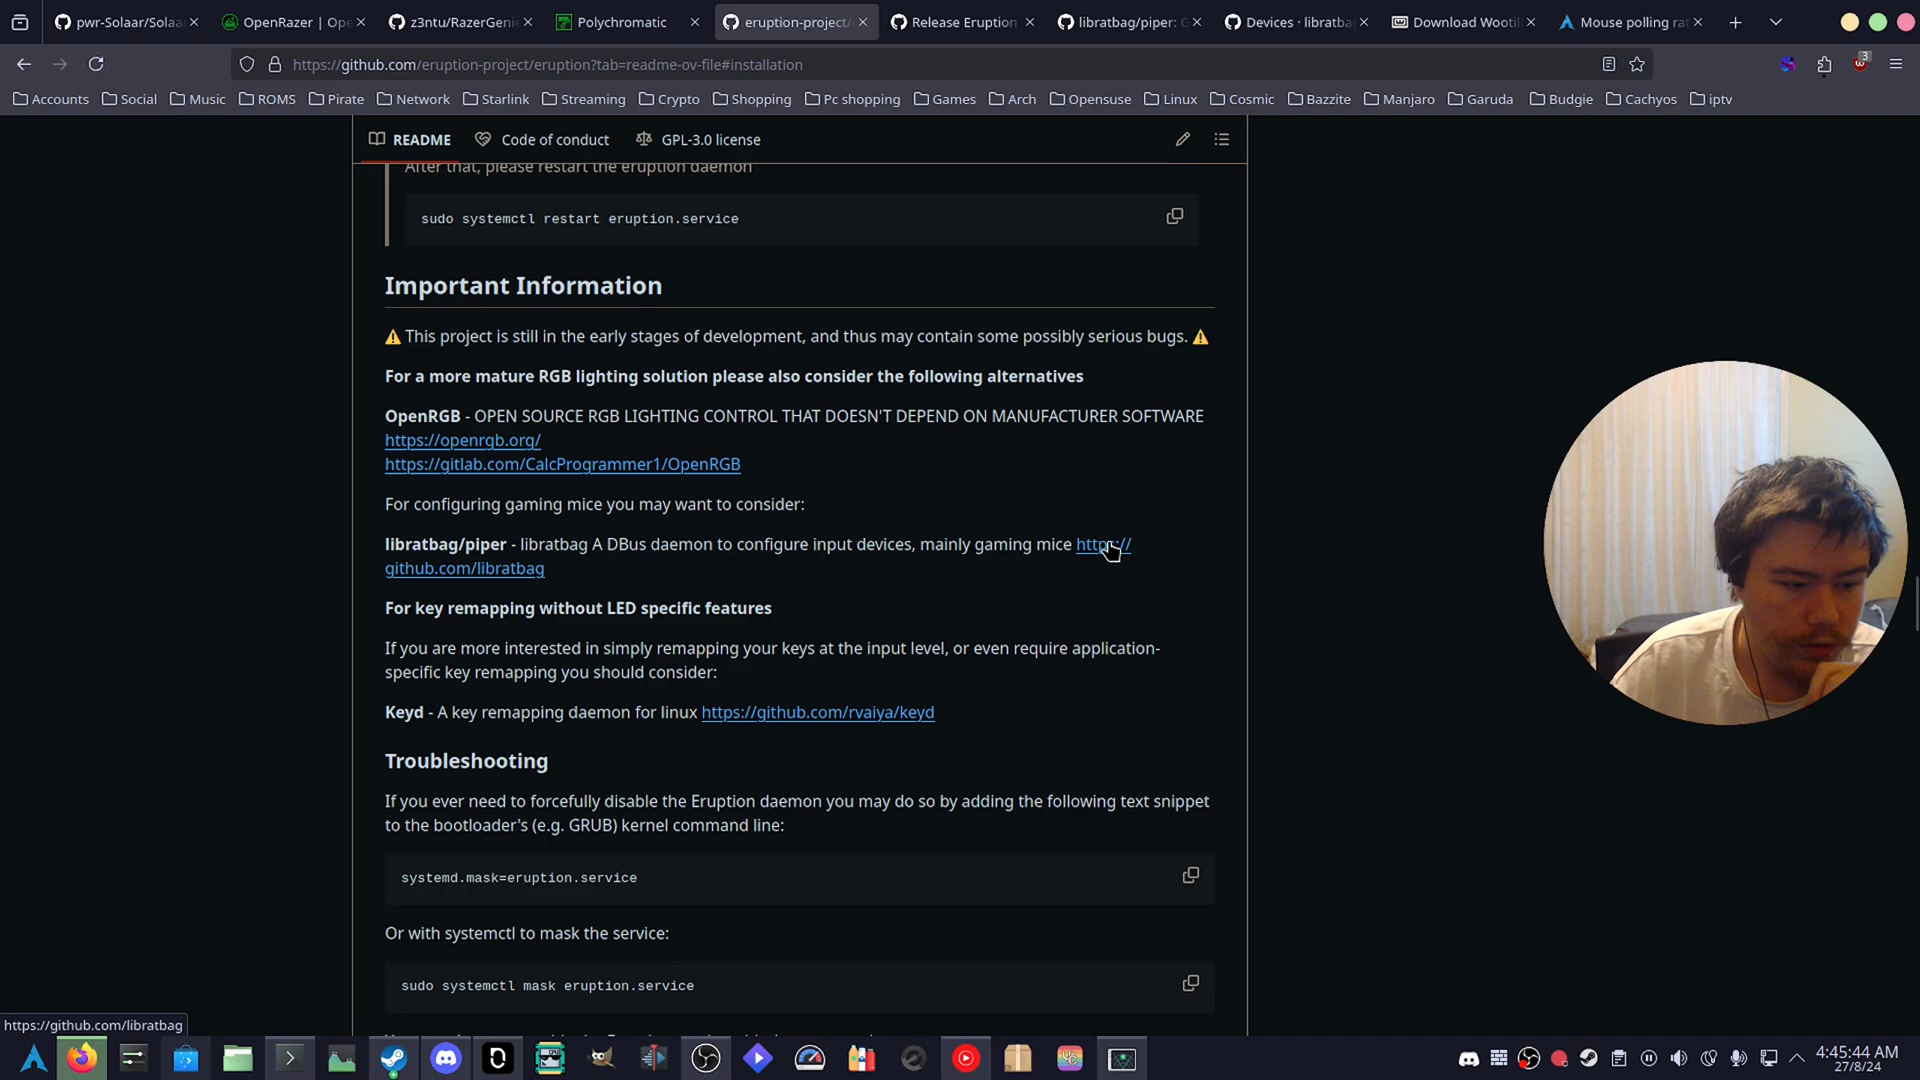 pwr-Solaar/Solaa
OpenRazer | Ope
z3ntu/RazerGenie
Polychromatic
eruption-project/
Release Eruption
libratbag/piper: G
Devices · libratba
Download Wootil
Mouse polling rat
https://github.com/eruption-project/eruption?tab=readme-ov-file#installation
3
Accounts
Social
Music
ROMS
Pirate
Network
Starlink
Streaming
Crypto
Shopping
Pc shopping
Games
Arch
Opensuse
Linux
Cosmic
Bazzite
Manjaro
Garuda
Budgie
Cachyos
iptv
README
Code of conduct
GPL-3.0 license
After that, please restart the eruption daemon
sudo systemctl restart eruption.service
Important Information
⚠ This project is still in the early stages of development, and thus may contain some possibly serious bugs. ⚠
For a more mature RGB lighting solution please also consider the following alternatives
OpenRGB - OPEN SOURCE RGB LIGHTING CONTROL THAT DOESN'T DEPEND ON MANUFACTURER SOFTWARE
https://openrgb.org/
https://gitlab.com/CalcProgrammer1/OpenRGB
For configuring gaming mice you may want to consider:
libratbag/piper - libratbag A DBus daemon to configure input devices, mainly gaming mice https://
github.com/libratbag
For key remapping without LED specific features
If you are more interested in simply remapping your keys at the input level, or even require application-
specific key remapping you should consider:
Keyd - A key remapping daemon for linux https://github.com/rvaiya/keyd
Troubleshooting
If you ever need to forcefully disable the Eruption daemon you may do so by adding the following text snippet
to the bootloader's (e.g. GRUB) kernel command line:
systemd.mask=eruption.service
Or with systemctl to mask the service:
sudo systemctl mask eruption.service
https://github.com/libratbag
4:45:44 AM
27/8/24